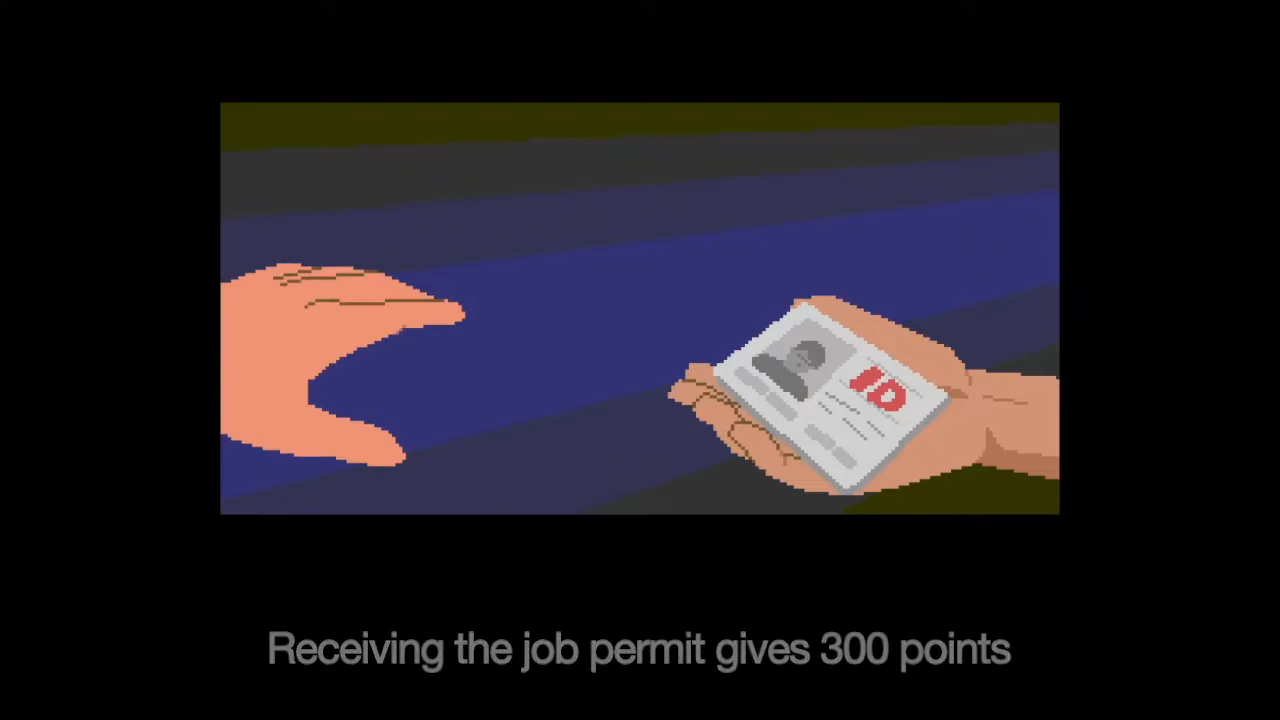 ID
Receiving the job permit gives 300 points